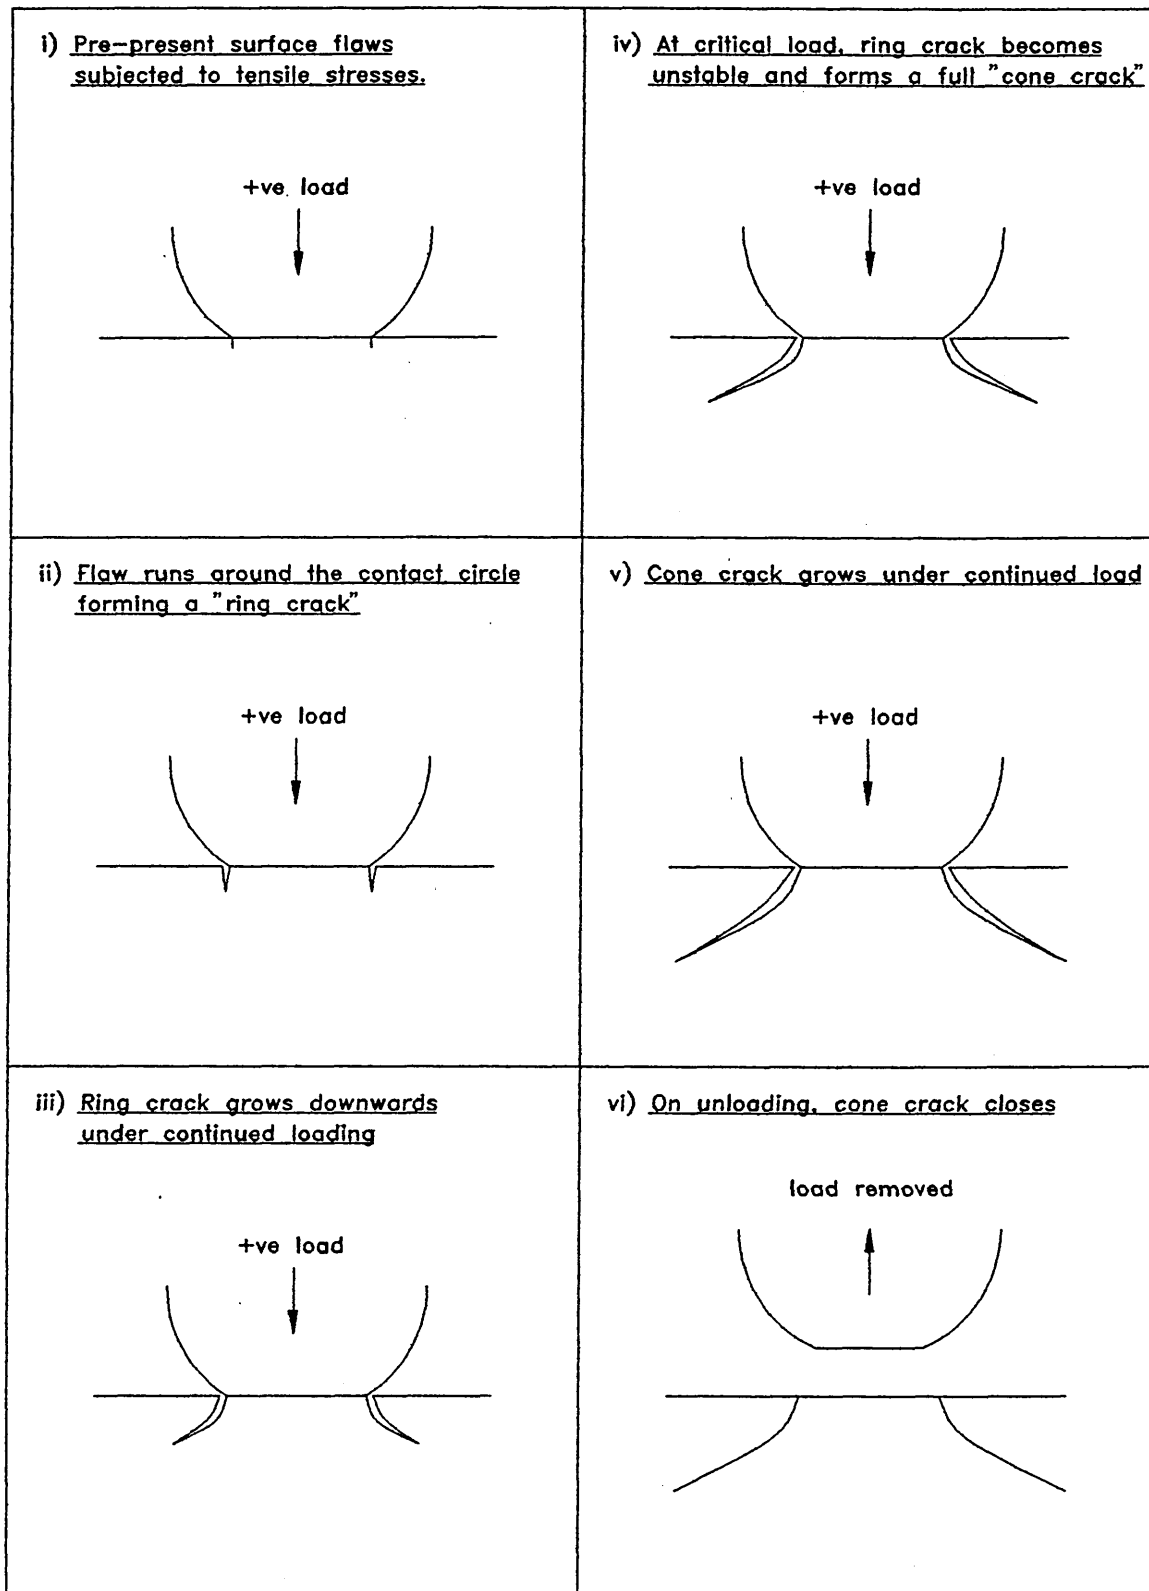 i) Pre-present surface flaws
subjected to tensile stresses.
+ve load
ii) Flaw runs around the contact circle
forming a "ring crack"
+ve load
iii) Ring crack grows downwards
under continued loading
+ve load
iv) At critical load, ring crack becomes
unstable and forms a full "cone crack"
+ve load
v) Cone crack grows under continued load
+ve load
vi) On unloading, cone crack closes
load removed